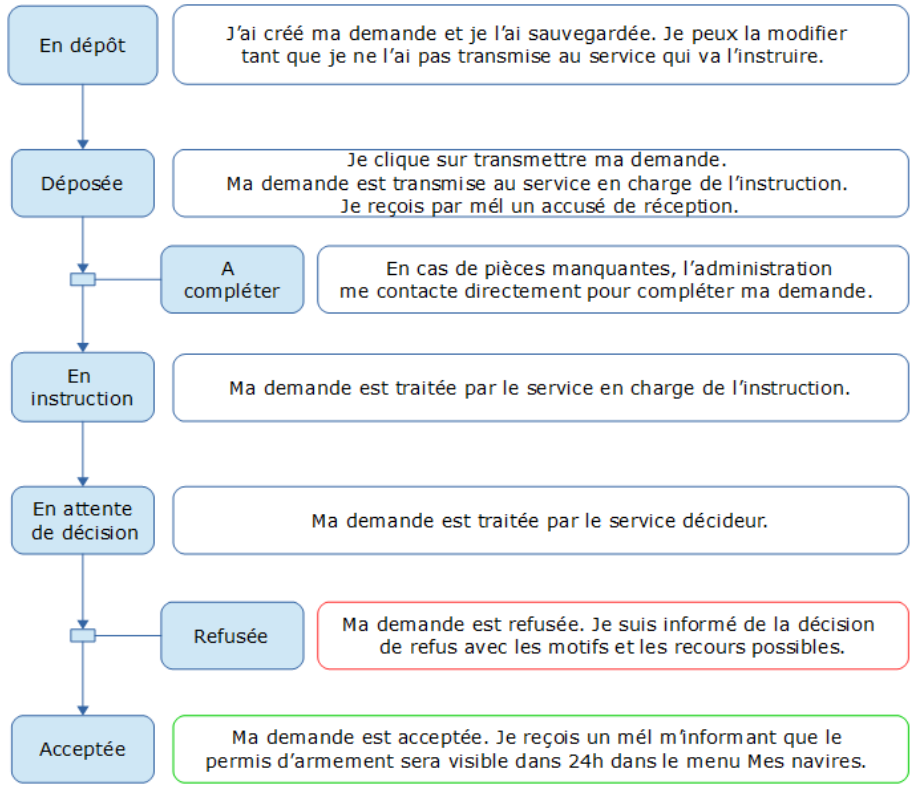 En dépôt
J’ai créé ma demande et je l’ai sauvegardée. Je peux la modifier
tant que je ne l’ai pas transmise au service qui va l’instruire.
Déposée
Je clique sur transmettre ma demande.
Ma demande est transmise au service en charge de l’instruction.
Je reçois par mél un accusé de réception.
A
compléter
En cas de pièces manquantes, l’administration
me contacte directement pour compléter ma demande.
En
instruction
Ma demande est traitée par le service en charge de l’instruction.
En attente
de décision
Ma demande est traitée par le service décideur.
Refusée
Ma demande est refusée. Je suis informé de la décision
de refus avec les motifs et les recours possibles.
Acceptée
Ma demande est acceptée. Je reçois un mél m’informant que le
permis d’armement sera visible dans 24h dans le menu Mes navires.